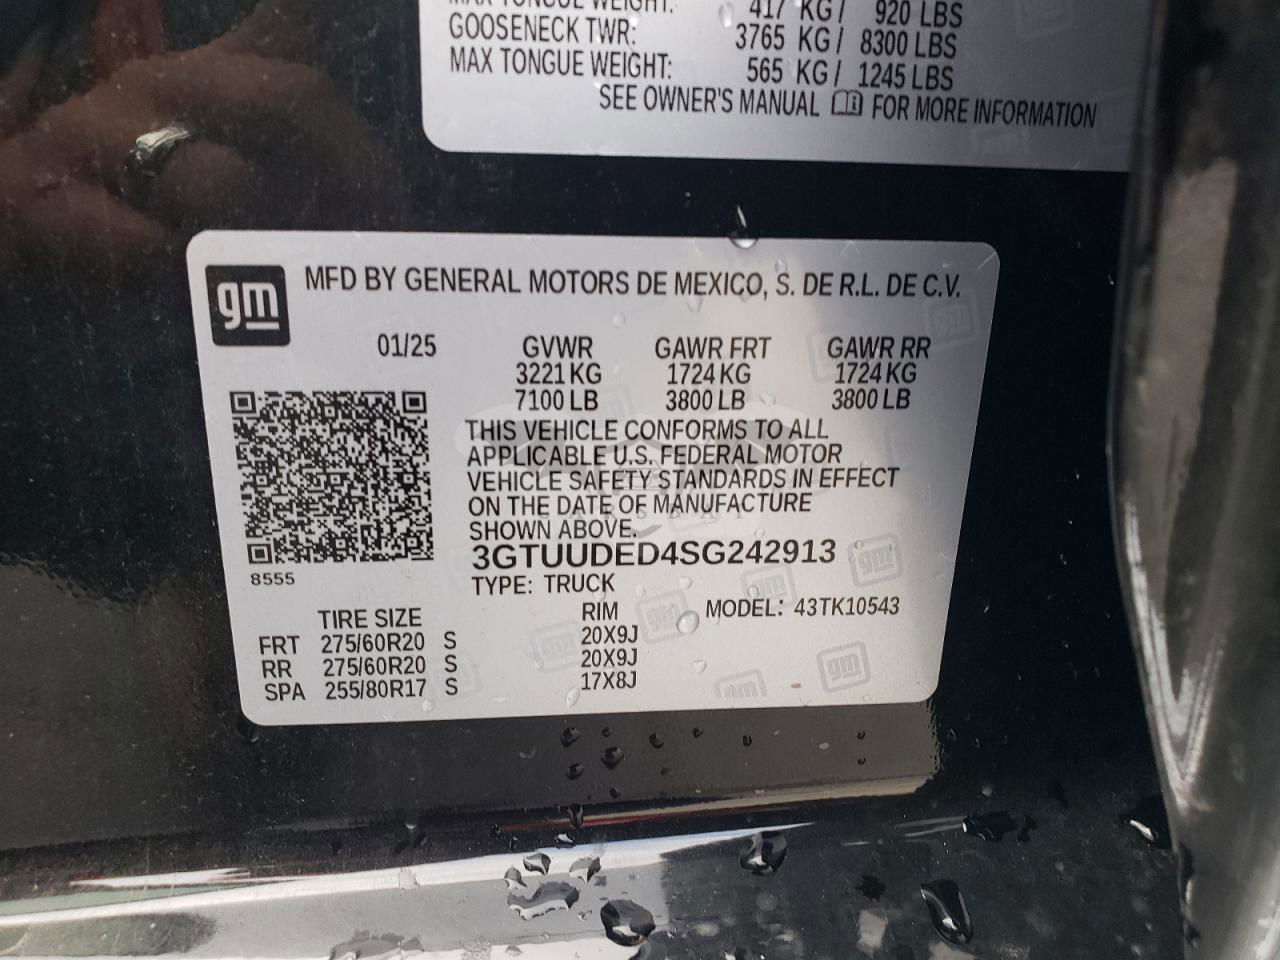 MAX TONGUE WEIGHT: 417 KG / 920 LBS
GOOSENECK TWR: 3765 KG / 8300 LBS
MAX TONGUE WEIGHT: 565 KG / 1245 LBS
SEE OWNER'S MANUAL FOR MORE INFORMATION
gm
MFD BY GENERAL MOTORS DE MEXICO, S. DE R.L. DE C.V.
01/25 GVWR GAWR FRT GAWR RR
3221 KG 1724 KG 1724 KG
7100 LB 3800 LB 3800 LB
THIS VEHICLE CONFORMS TO ALL
APPLICABLE U.S. FEDERAL MOTOR
VEHICLE SAFETY STANDARDS IN EFFECT
ON THE DATE OF MANUFACTURE
SHOWN ABOVE.
3GTUUDED4SG242913
8555
TYPE: TRUCK
TIRE SIZE RIM MODEL: 43TK10543
FRT 275/60R20 S 20X9J
RR 275/60R20 S 20X9J
SPA 255/80R17 S 17X8J